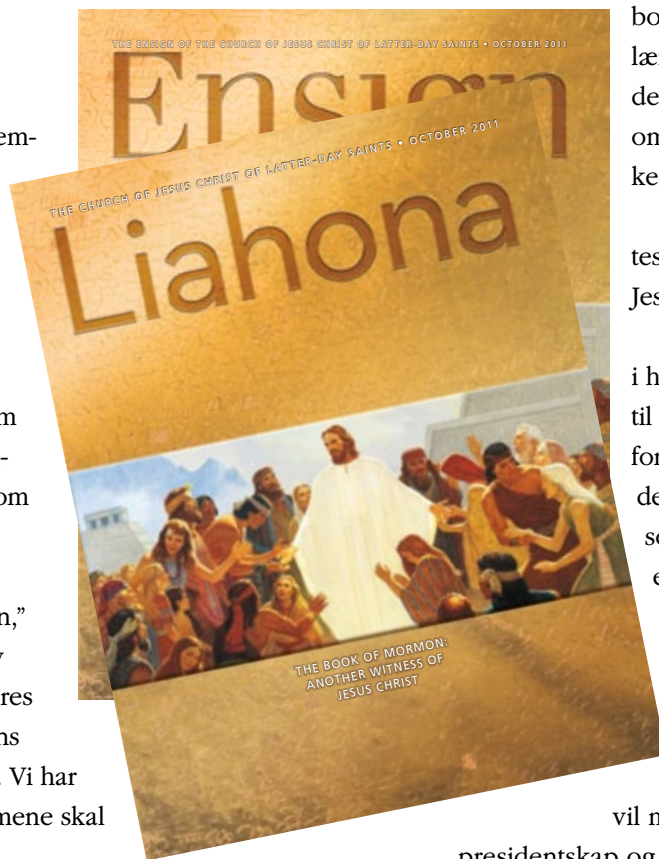 THE ENSIGN OF THE CHURCH OF JESUS CHRIST OF LATTER-DAY SAINTS • OCTOBER 2011
Ensign
THE CHURCH OF JESUS CHRIST OF LATTER-DAY SAINTS • OCTOBER 2011
Liahona
THE BOOK OF MORMON:
ANOTHER WITNESS OF
JESUS CHRIST
em-
om
n,”
res
ns
Vi har
nene skal
bo
læ
de
om
ke
tes
Jes
i h
til
for
de
so
e
vil
presidentskap og